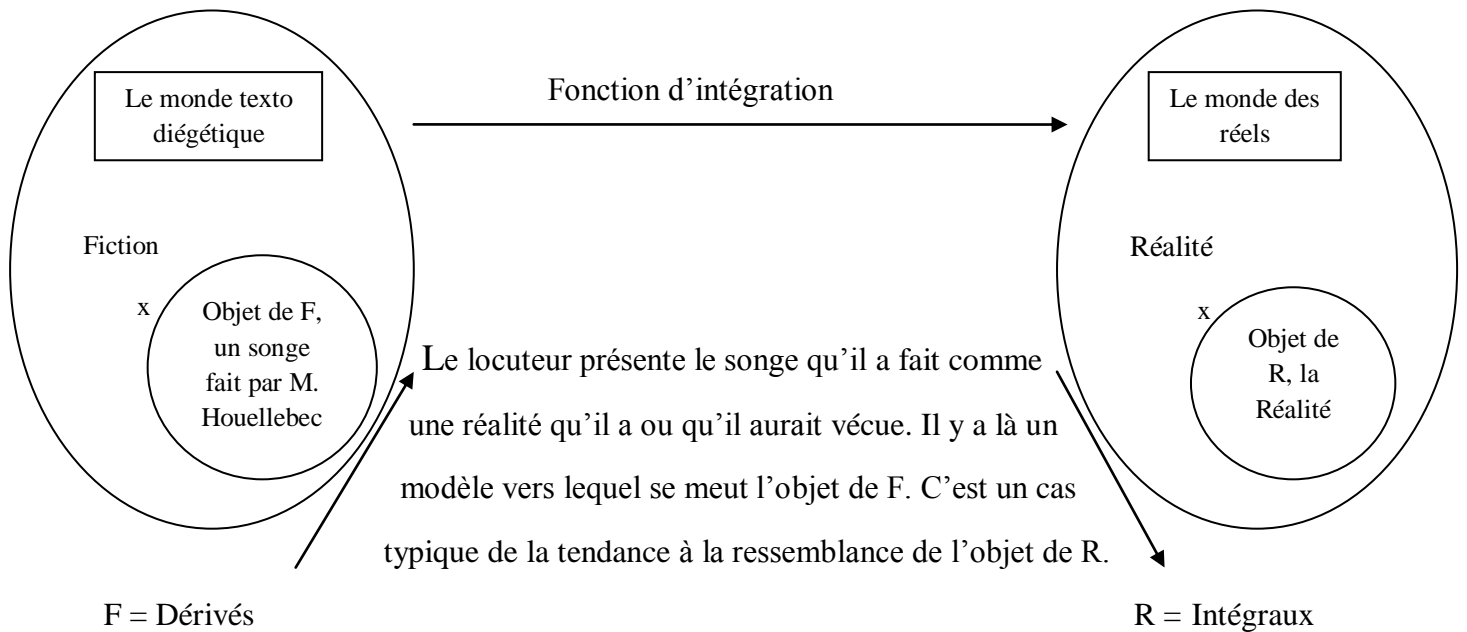 Le monde texto
diégétique
Fonction d’intégration
Le monde des
réels
Fiction
Réalité
x
Objet de F,
un songe
fait par M.
Houellebec
x
Objet de
R, la
Réalité
Le locuteur présente le songe qu’il a fait comme
une réalité qu’il a ou qu’il aurait vécue. Il y a là un
modèle vers lequel se meut l’objet de F. C’est un cas
typique de la tendance à la ressemblance de l’objet de R.
F = Dérivés
R = Intégraux